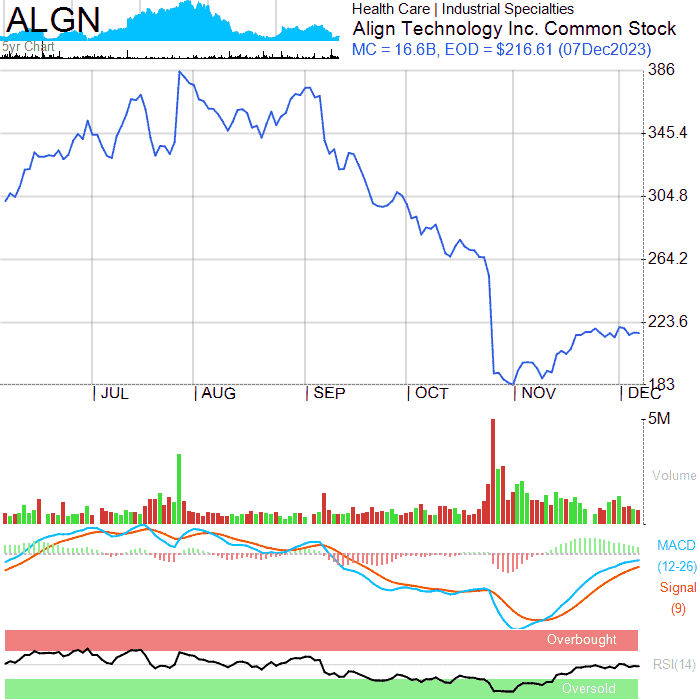 ALGN
5yr Chart
Health Care | Industrial Specialties
Align Technology Inc. Common Stock
MC = 16.6B, EOD = $216.61 (07Dec2023)
386
345.4
304.8
264.2
223.6
183
JUL AUG SEP OCT NOV DEC
5M
Volume
MACD
(12-26)
Signal
(9)
Overbought
RSI(14)
Oversold